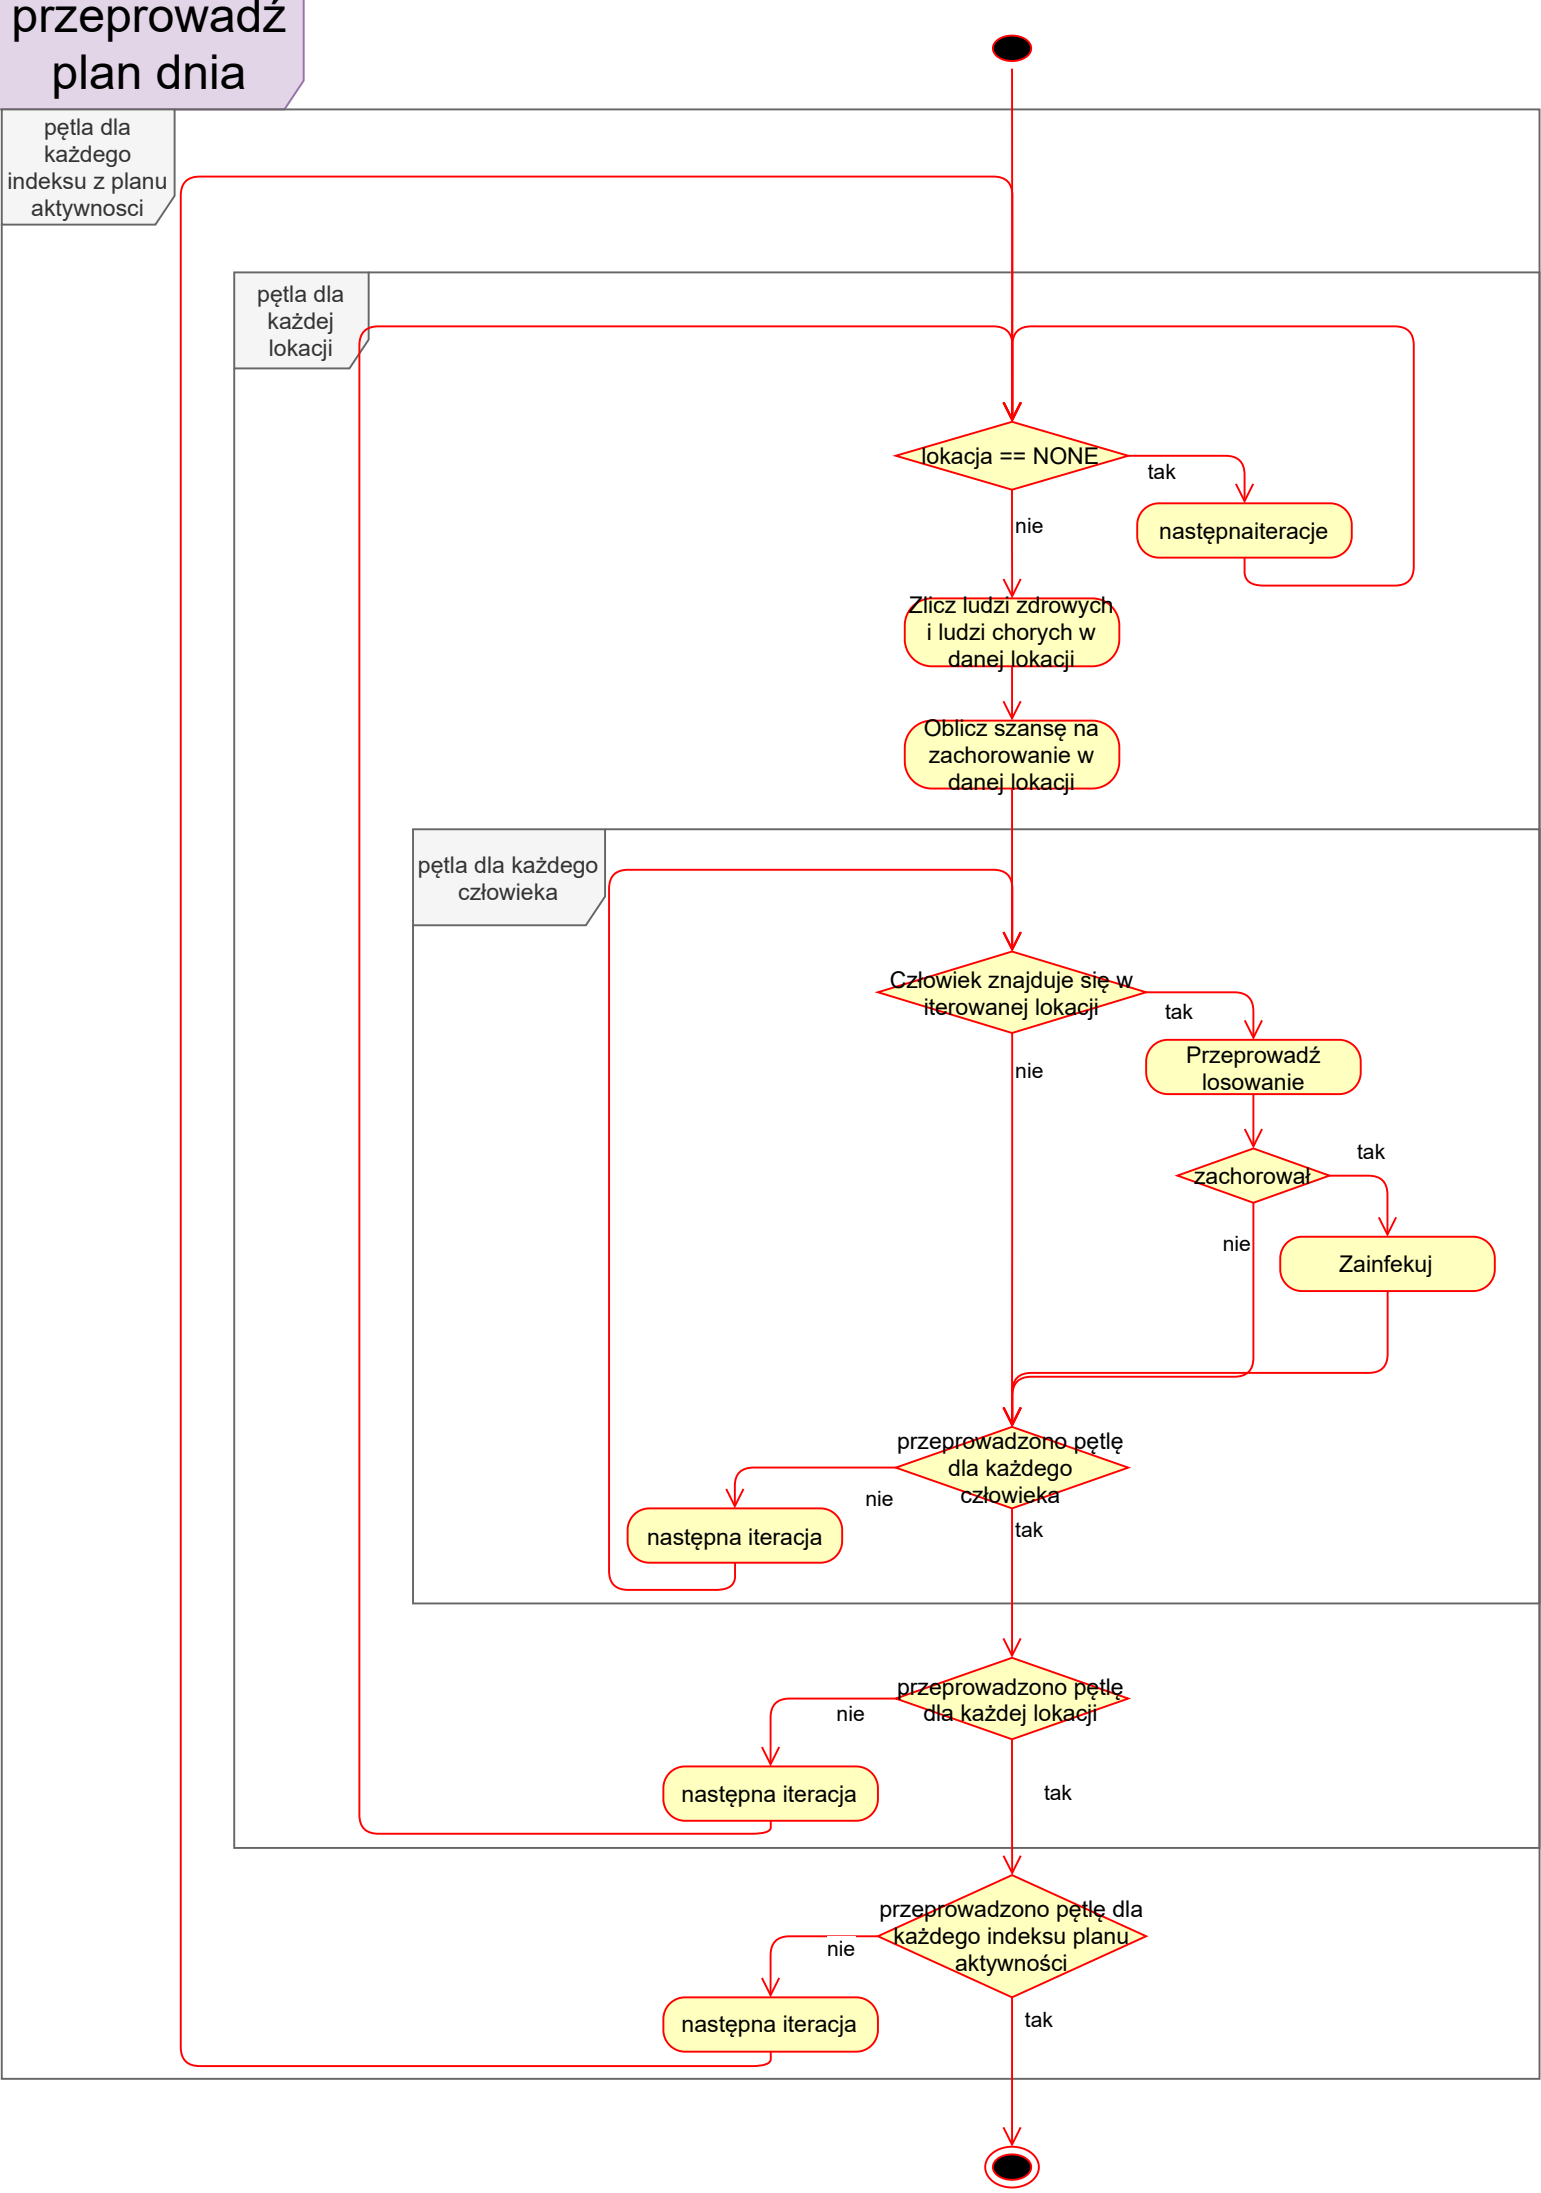 przeprowadź
plan dnia
pętla dla
każdego
indeksu z planu
aktywnosci
pętla dla
każdej
lokacji
lokacja == NONE
tak
nie
następnaiteracje
Zlicz ludzi zdrowych
i ludzi chorych w
danej lokacji
Oblicz szansę na
zachorowanie w
danej lokacji
pętla dla każdego
człowieka
Człowiek znajduje się w
iterowanej lokacji
tak
nie
Przeprowadź
losowanie
zachorował
tak
nie
Zainfekuj
przeprowadzono pętlę
dla każdego
człowieka
nie
tak
następna iteracja
przeprowadzono pętlę
dla każdej lokacji
nie
tak
następna iteracja
przeprowadzono pętlę dla
każdego indeksu planu
aktywności
nie
tak
następna iteracja